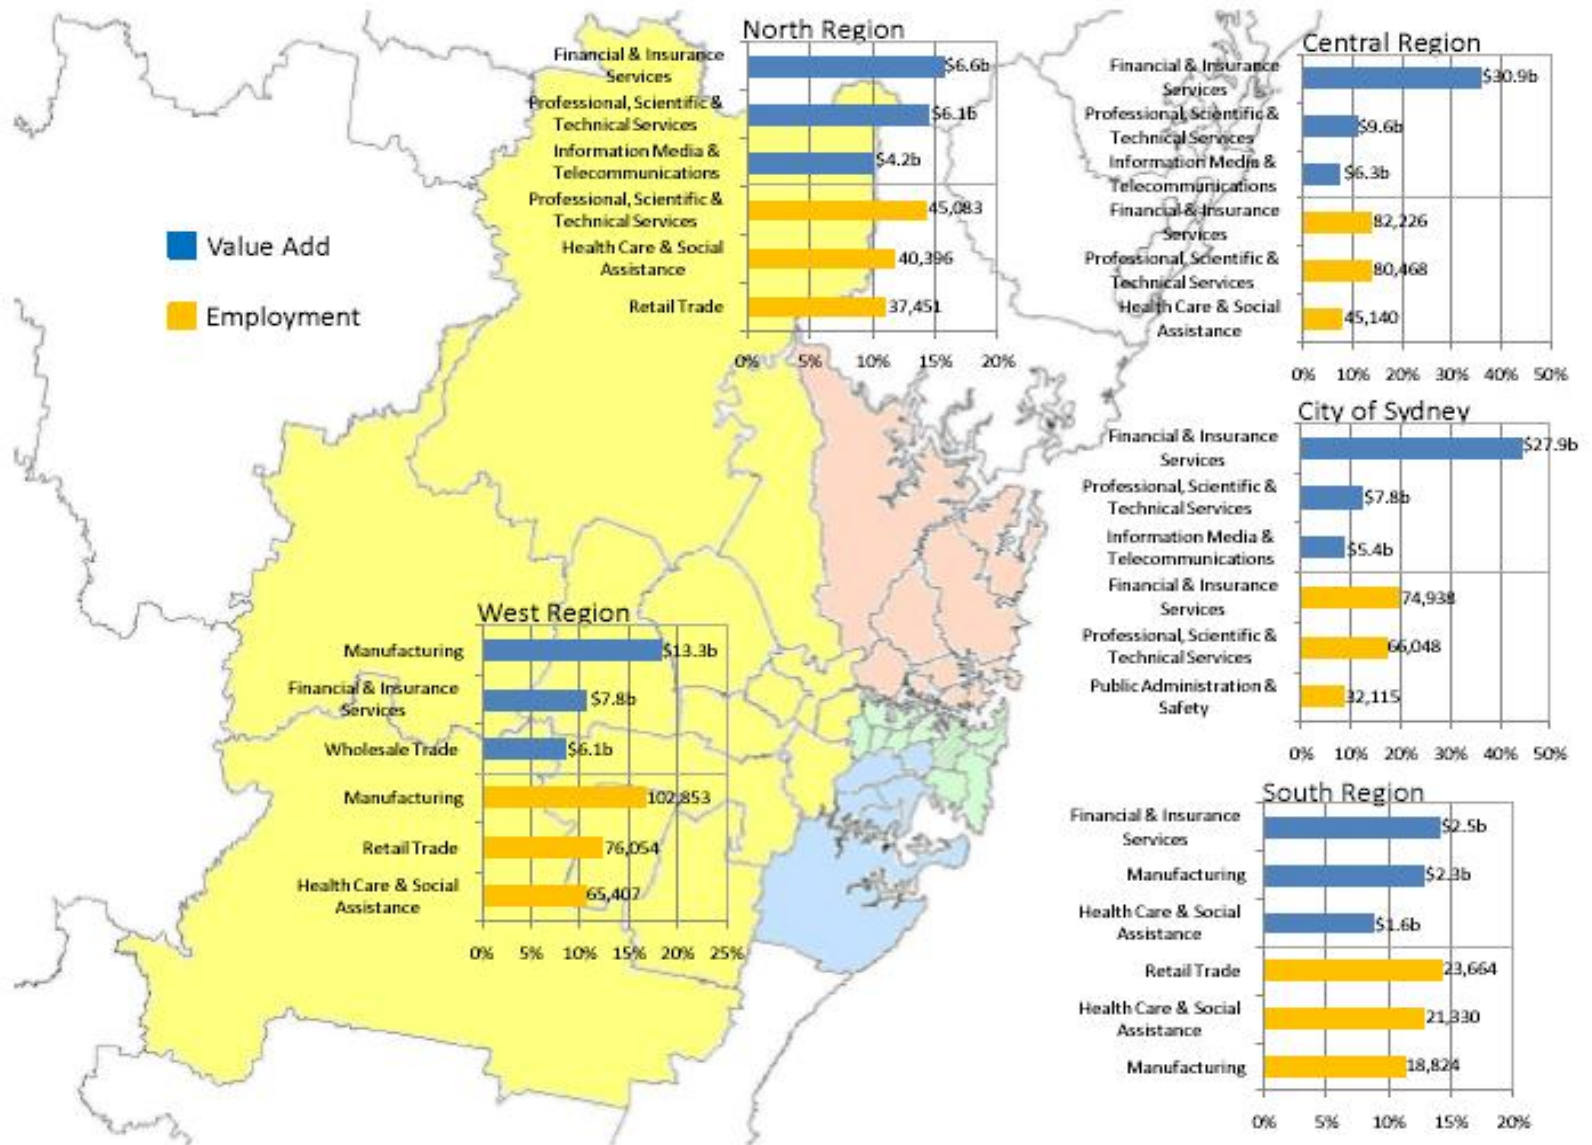 North Region
Financial & Insurance
Services
$6.6b
Professional, Scientific &
Technical Services
$6.1b
Information Media &
Telecommunications
$4.2b
Professional, Scientific &
Technical Services
45,083
Health Care & Social
Assistance
40,396
Retail Trade
37,451
0% 5% 10% 15% 20%
Central Region
Financial & Insurance
Services
$30.9b
Professional, Scientific &
Technical Services
$9.6b
Information Media &
Telecommunications
$6.3b
Financial & Insurance
Services
82,226
Professional, Scientific &
Technical Services
80,468
Health Care & Social
Assistance
45,140
0% 10% 20% 30% 40% 50%
Value Add
Employment
City of Sydney
Financial & Insurance
Services
$27.9b
Professional, Scientific &
Technical Services
$7.8b
Information Media &
Telecommunications
$5.4b
Financial & Insurance
Services
74,938
Professional, Scientific &
Technical Services
66,048
Public Administration &
Safety
32,115
0% 10% 20% 30% 40% 50%
West Region
Manufacturing
$13.3b
Financial & Insurance
Services
$7.8b
Wholesale Trade
$6.1b
Manufacturing
102,853
Retail Trade
76,054
Health Care & Social
Assistance
65,407
0% 5% 10% 15% 20% 25%
South Region
Financial & Insurance
Services
$2.5b
Manufacturing
$2.3b
Health Care & Social
Assistance
$1.6b
Retail Trade
23,664
Health Care & Social
Assistance
21,330
Manufacturing
18,824
0% 5% 10% 15% 20%